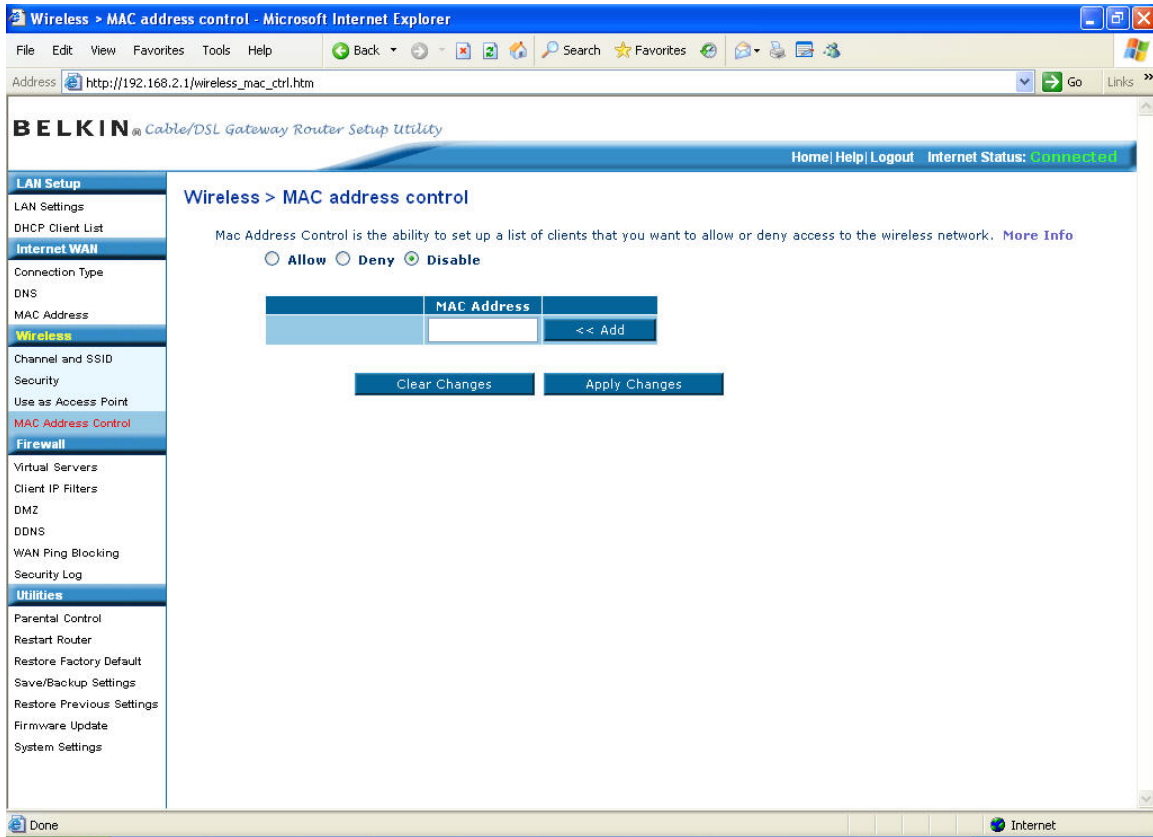 Wireless > MAC address control - Microsoft Internet Explorer
File Edit View Favorites Tools Help Back Search Favorites
Address http://192.168.2.1/wireless_mac_ctrl.htm Go Links »
BELKIN® Cable/DSL Gateway Router Setup Utility
Home| Help| Logout Internet Status: Connected
LAN Setup
LAN Settings
DHCP Client List
Internet WAN
Connection Type
DNS
MAC Address
Wireless
Channel and SSID
Security
Use as Access Point
MAC Address Control
Firewall
Virtual Servers
Client IP Filters
DMZ
DDNS
WAN Ping Blocking
Security Log
Utilities
Parental Control
Restart Router
Restore Factory Default
Save/Backup Settings
Restore Previous Settings
Firmware Update
System Settings
Wireless > MAC address control
Mac Address Control is the ability to set up a list of clients that you want to allow or deny access to the wireless network. More Info
Allow Deny Disable
MAC Address
<< Add
Clear Changes Apply Changes
Done Internet